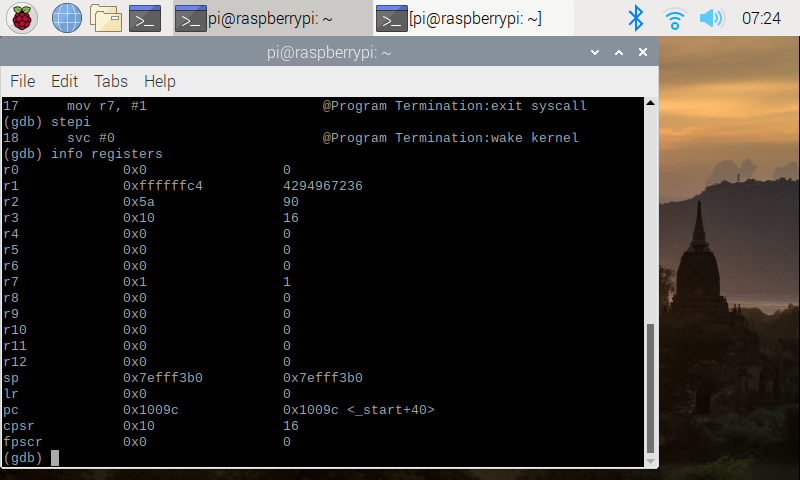 pi@raspberrypi: ~ [pi@raspberrypi: ~] 07:24
pi@raspberrypi: ~
File Edit Tabs Help
17      mov r7, #1                      @Program Termination:exit syscall
(gdb) stepi
18      svc #0                          @Program Termination:wake kernel
(gdb) info registers
r0             0x0                 0
r1             0xffffffc4          4294967236
r2             0x5a                90
r3             0x10                16
r4             0x0                 0
r5             0x0                 0
r6             0x0                 0
r7             0x1                 1
r8             0x0                 0
r9             0x0                 0
r10            0x0                 0
r11            0x0                 0
r12            0x0                 0
sp             0x7efff3b0          0x7efff3b0
lr             0x0                 0
pc             0x1009c             0x1009c <_start+40>
cpsr           0x10                16
fpscr          0x0                 0
(gdb)